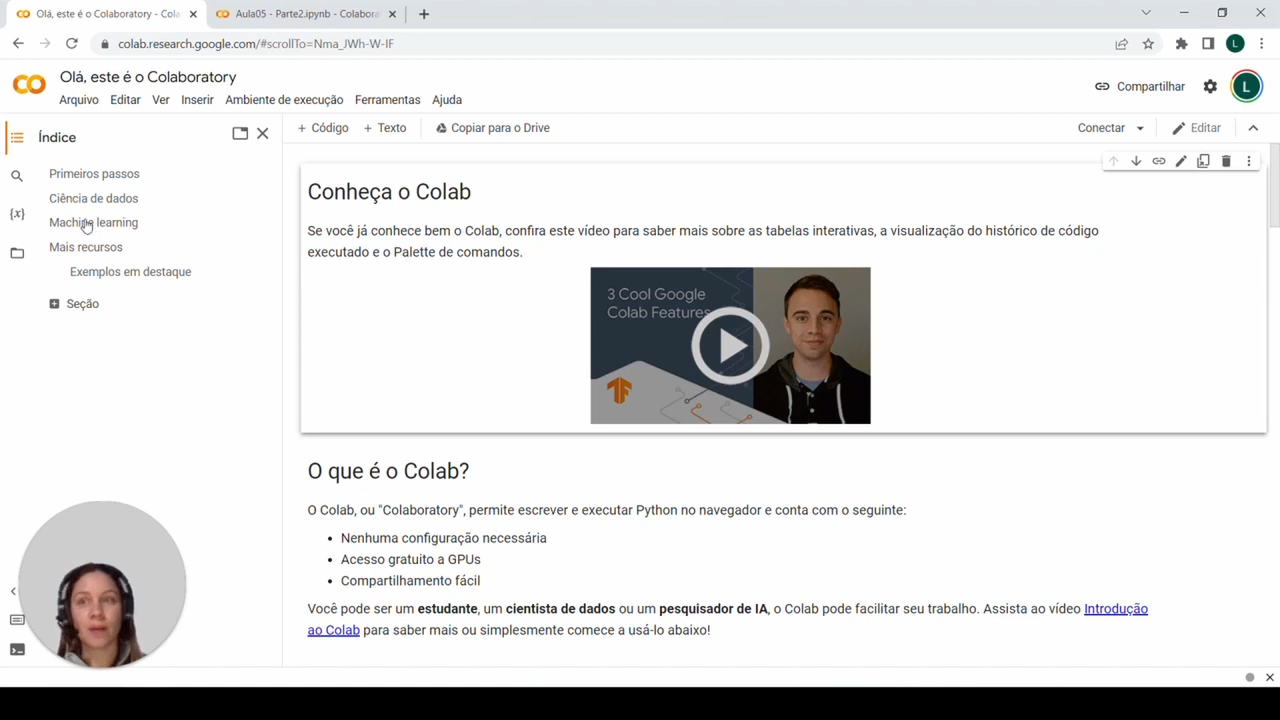 Olá, este é o Colaboratory - Cola
Aula05 - Parte2.ipynb - Colabora
colab.research.google.com/#scrollTo=Nma_JWh-W-IF
L
Olá, este é o Colaboratory
Arquivo Editar Ver Inserir Ambiente de execução Ferramentas Ajuda
Compartilhar
L
Índice
+ Código + Texto Copiar para o Drive
Conectar Editar
Primeiros passos
Ciência de dados
Machine learning
Mais recursos
Exemplos em destaque
Seção
{x}
Conheça o Colab
Se você já conhece bem o Colab, confira este vídeo para saber mais sobre as tabelas interativas, a visualização do histórico de código
executado e o Palette de comandos.
3 Cool Google
Colab Features
O que é o Colab?
O Colab, ou "Colaboratory", permite escrever e executar Python no navegador e conta com o seguinte:
• Nenhuma configuração necessária
• Acesso gratuito a GPUs
• Compartilhamento fácil
Você pode ser um estudante, um cientista de dados ou um pesquisador de IA, o Colab pode facilitar seu trabalho. Assista ao vídeo Introdução
ao Colab para saber mais ou simplesmente comece a usá-lo abaixo!